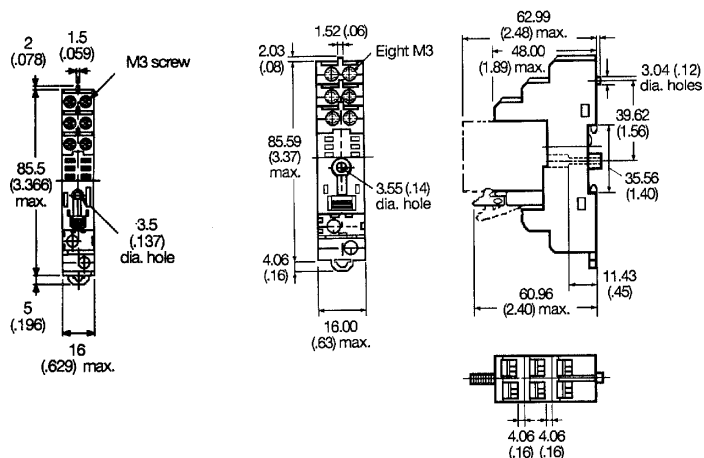 2
(.078)
1.5
(.059)
M3 screw
85.5
(3.366)
max.
3.5
(.137)
dia. hole
5
(.196)
16
(.629) max.
1.52 (.06)
2.03
(.08)
Eight M3
85.59
(3.37)
max.
3.55 (.14)
dia. hole
4.06
(.16)
16.00
(.63) max.
62.99
(2.48) max.
48.00
(1.89) max.
3.04 (.12)
dia. holes
39.62
(1.56)
35.56
(1.40)
11.43
(.45)
60.96
(2.40) max.
4.06 4.06
(.16) (.16)